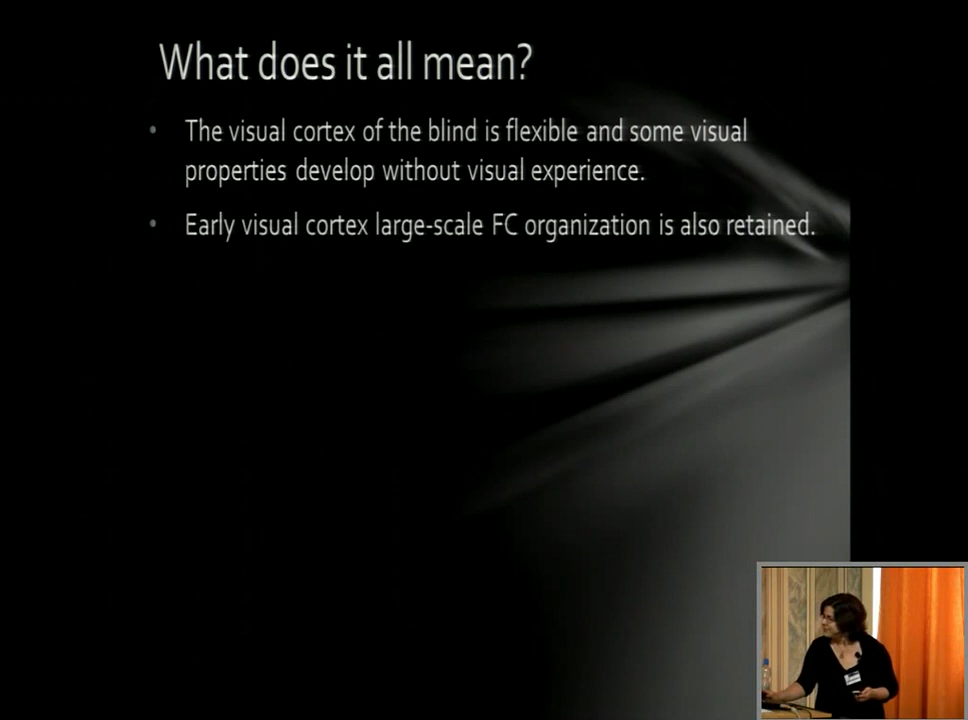 What does it all mean?
• The visual cortex of the blind is flexible and some visual
properties develop without visual experience.
• Early visual cortex large-scale FC organization is also retained.